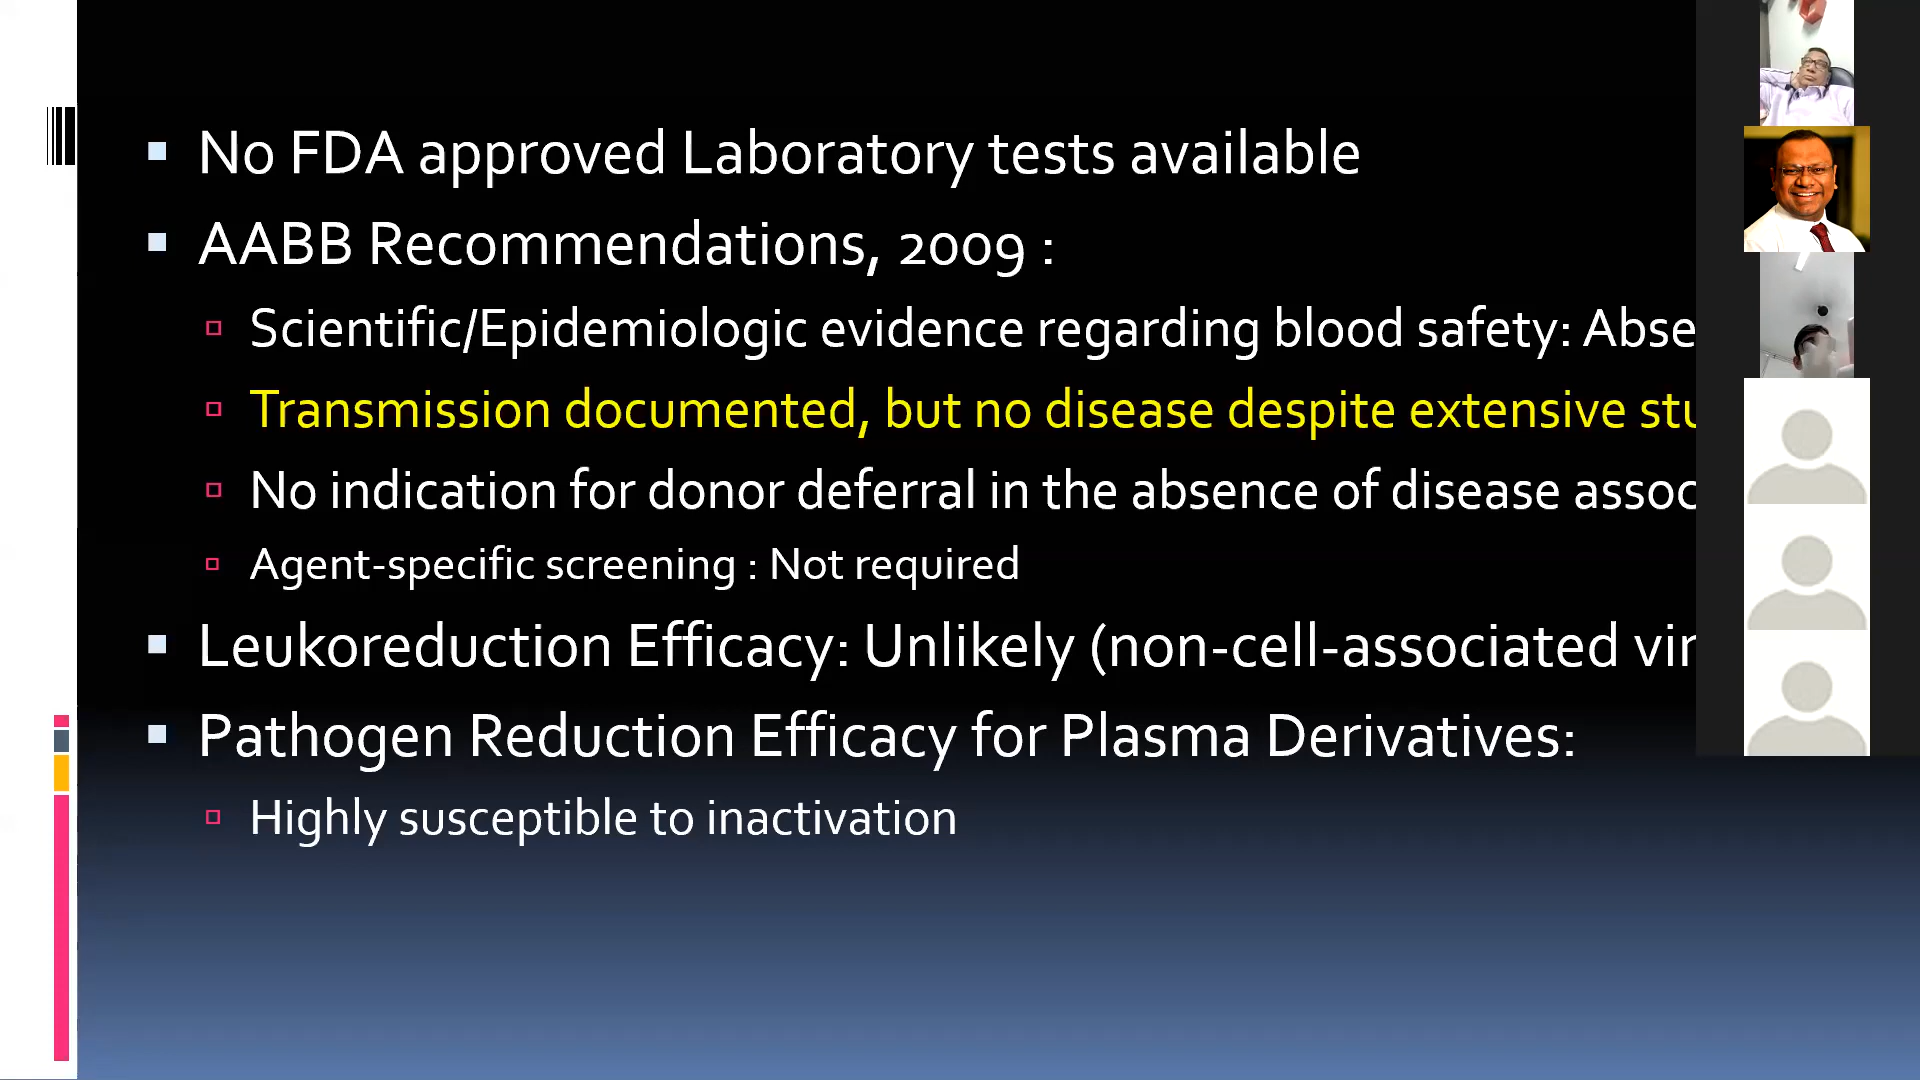 No FDA approved Laboratory tests available
AABB Recommendations, 2009 :
Scientific/Epidemiologic evidence regarding blood safety: Abse
Transmission documented, but no disease despite extensive stu
No indication for donor deferral in the absence of disease assoc
Agent-specific screening : Not required
Leukoreduction Efficacy: Unlikely (non-cell-associated vir
Pathogen Reduction Efficacy for Plasma Derivatives:
Highly susceptible to inactivation